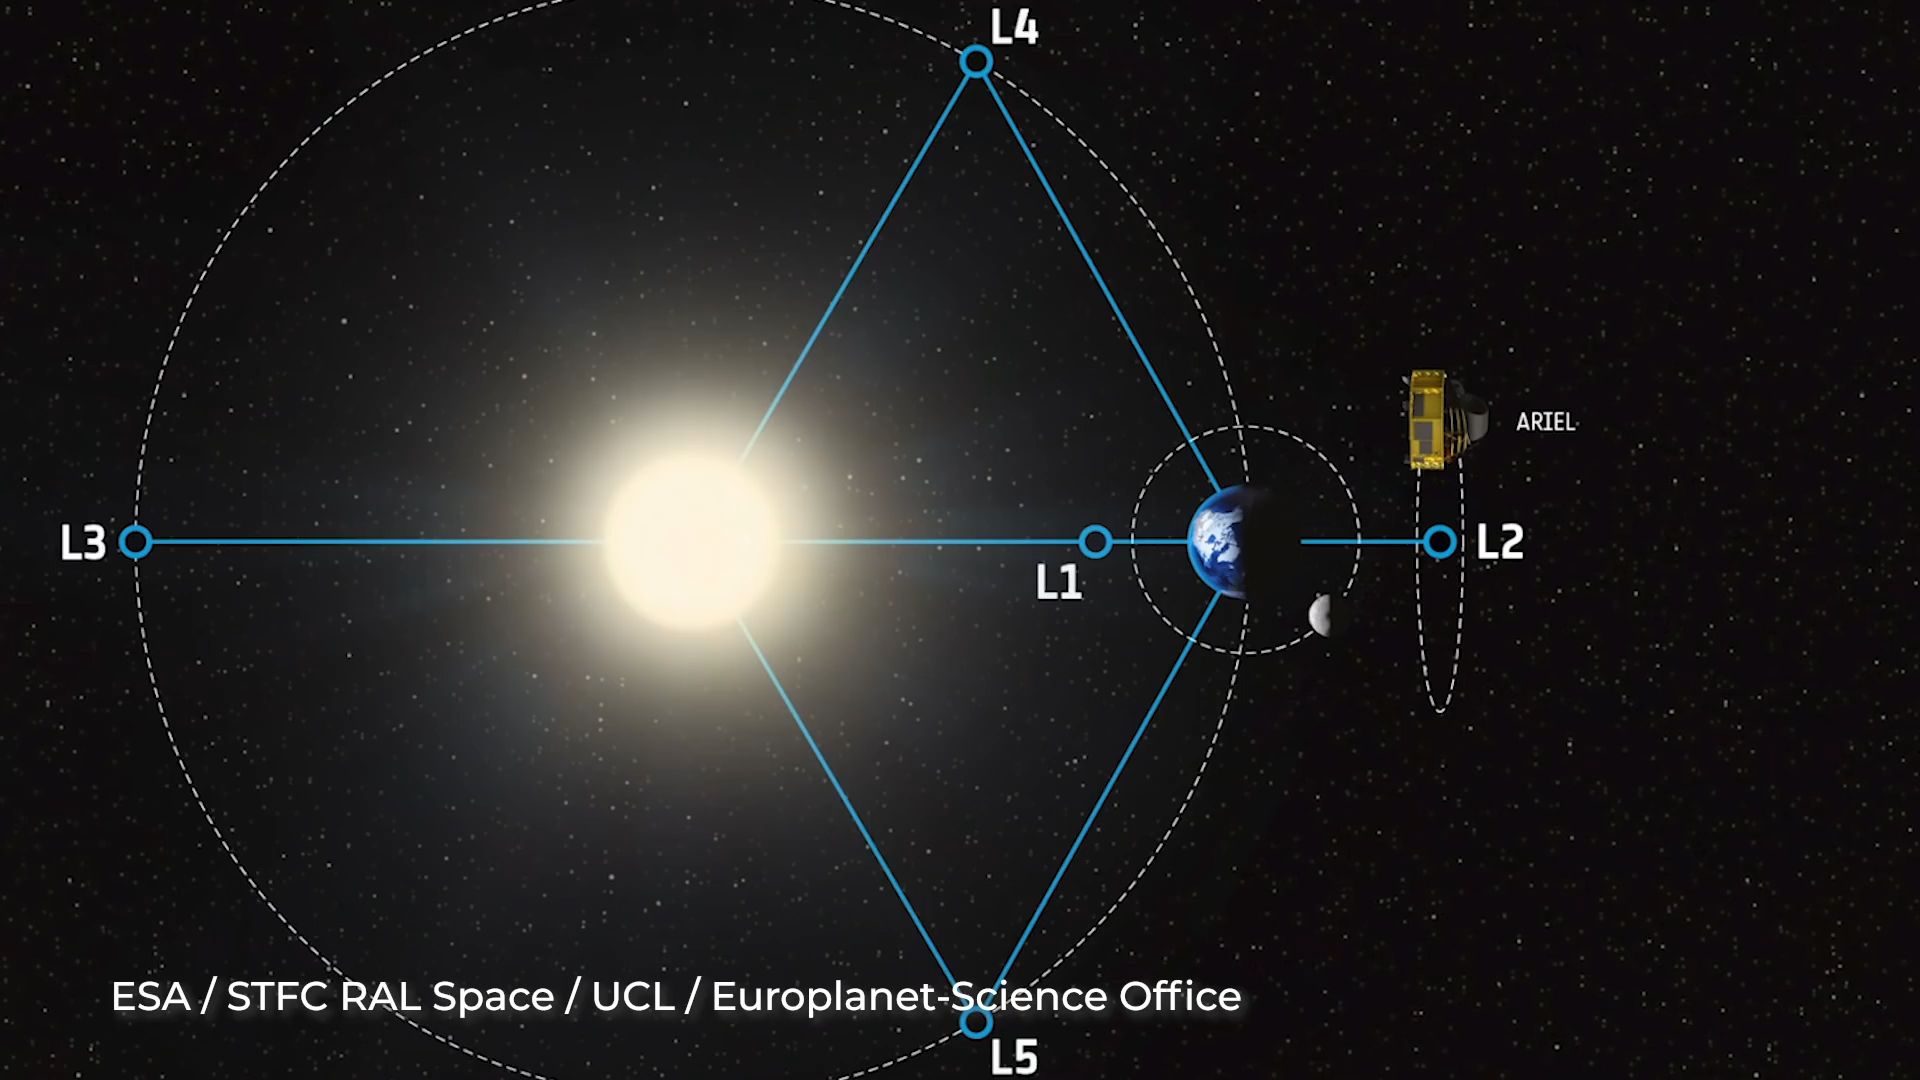 L4
ARIEL
L3
L2
L1
ESA / STFC RAL Space / UCL / Europlanet-Science Office
L5